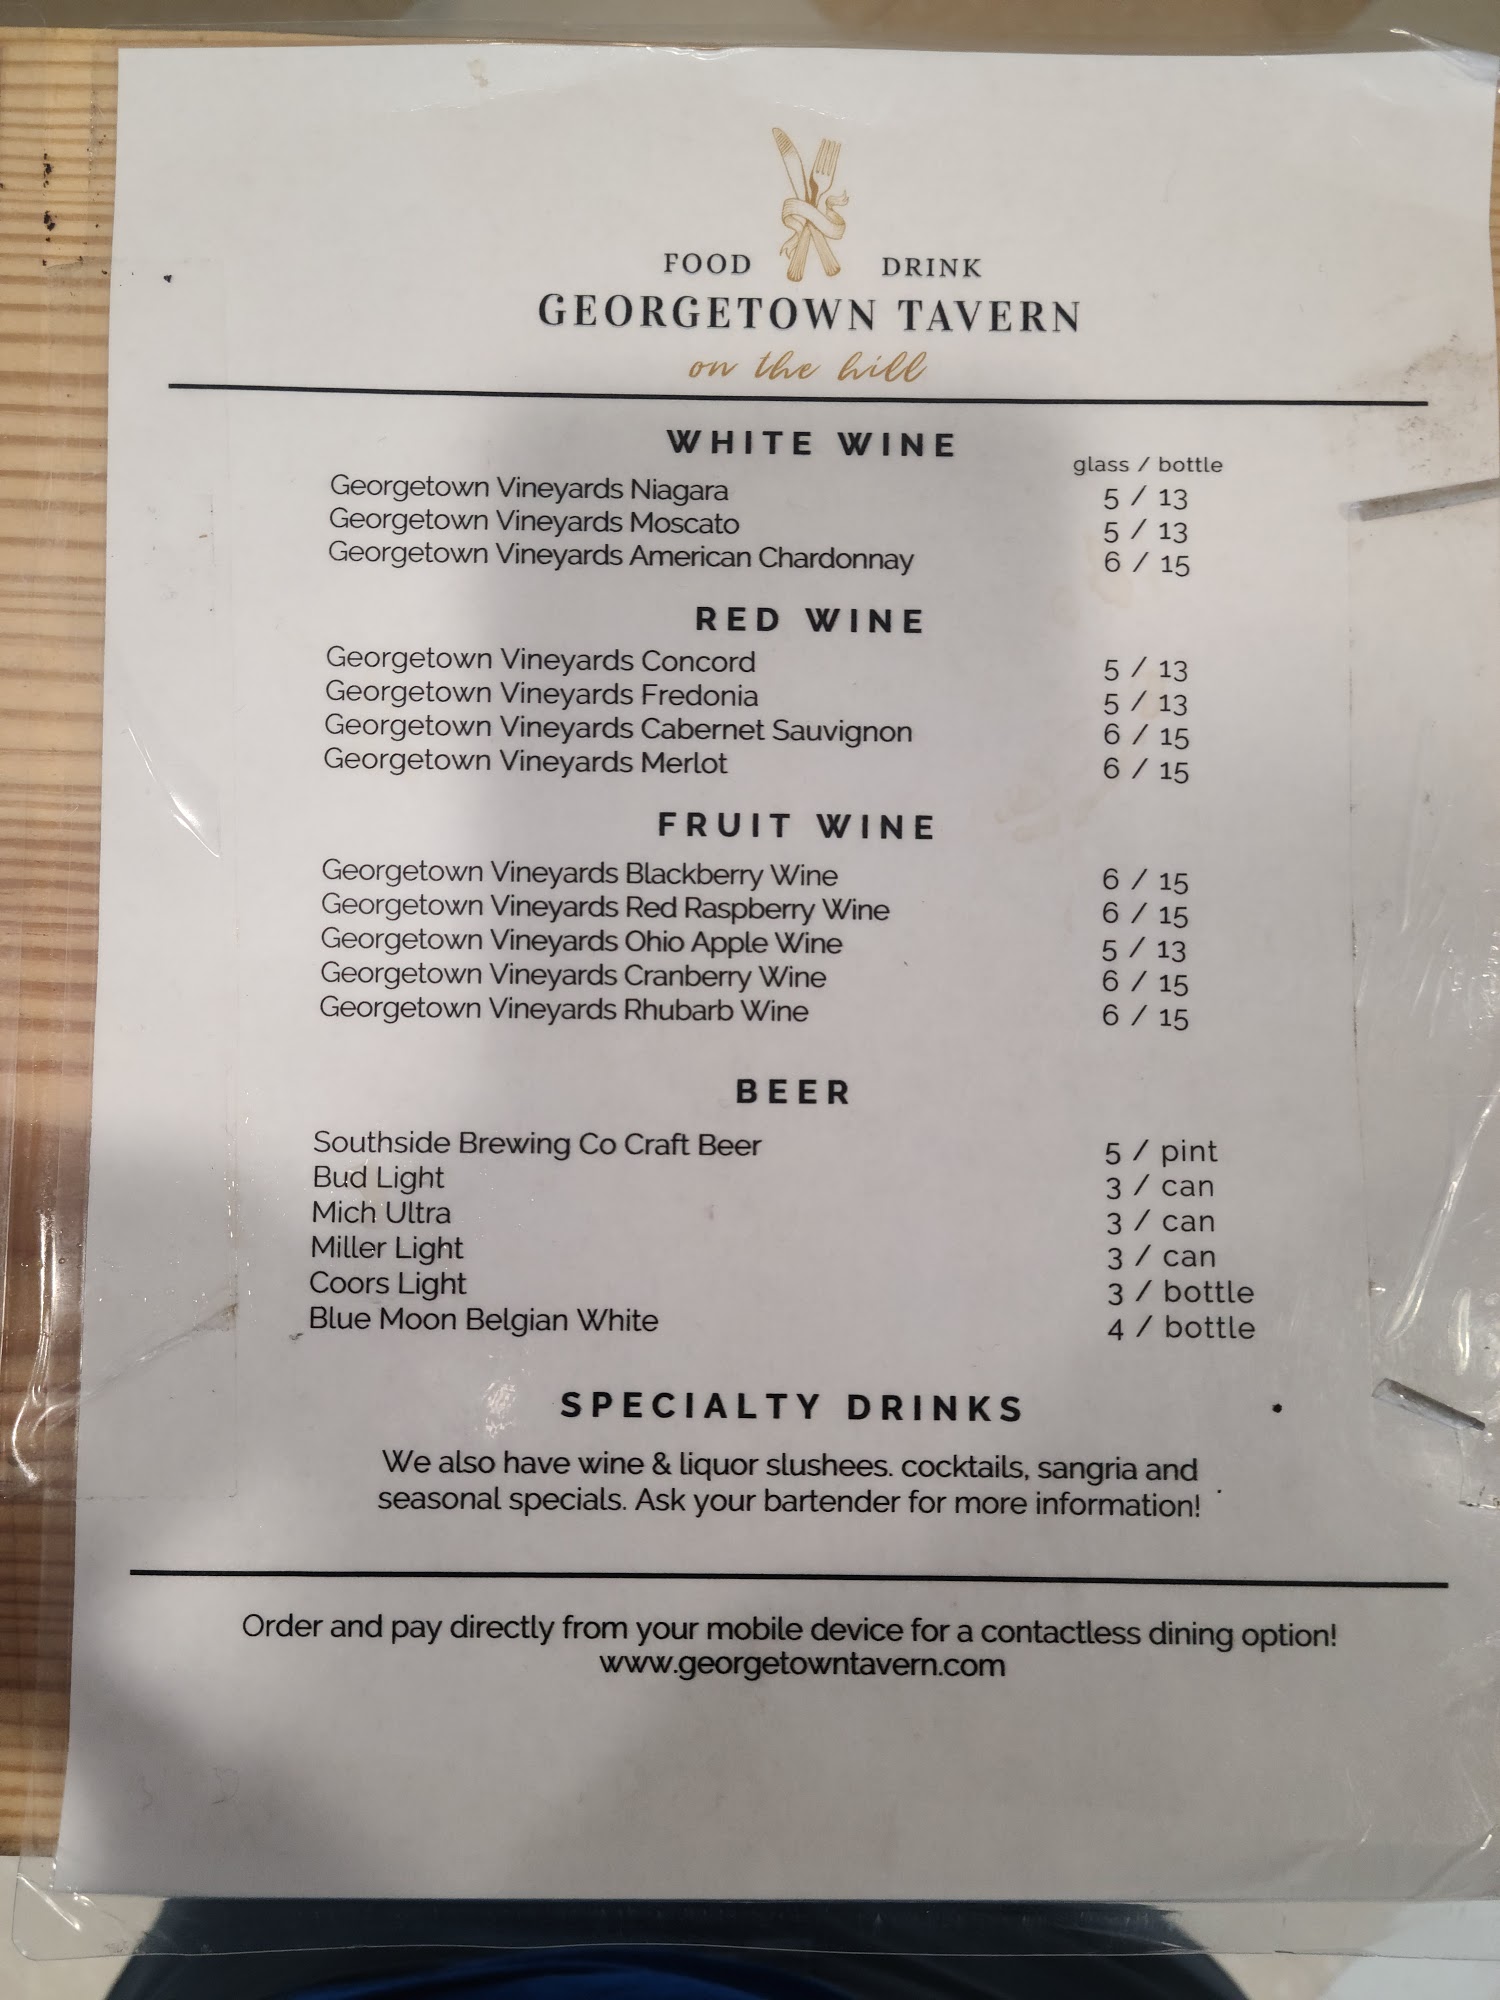 FOOD DRINK
GEORGETOWN TAVERN
on the hill
WHITE WINE
glass / bottle
Georgetown Vineyards Niagara 5 / 13
Georgetown Vineyards Moscato 5 / 13
Georgetown Vineyards American Chardonnay 6 / 15
RED WINE
Georgetown Vineyards Concord 5 / 13
Georgetown Vineyards Fredonia 5 / 13
Georgetown Vineyards Cabernet Sauvignon 6 / 15
Georgetown Vineyards Merlot 6 / 15
FRUIT WINE
Georgetown Vineyards Blackberry Wine 6 / 15
Georgetown Vineyards Red Raspberry Wine 6 / 15
Georgetown Vineyards Ohio Apple Wine 5 / 13
Georgetown Vineyards Cranberry Wine 6 / 15
Georgetown Vineyards Rhubarb Wine 6 / 15
BEER
Southside Brewing Co Craft Beer 5 / pint
Bud Light 3 / can
Mich Ultra 3 / can
Miller Light 3 / can
Coors Light 3 / bottle
Blue Moon Belgian White 4 / bottle
SPECIALTY DRINKS
We also have wine & liquor slushees. cocktails, sangria and
seasonal specials. Ask your bartender for more information!
Order and pay directly from your mobile device for a contactless dining option!
www.georgetowntavern.com